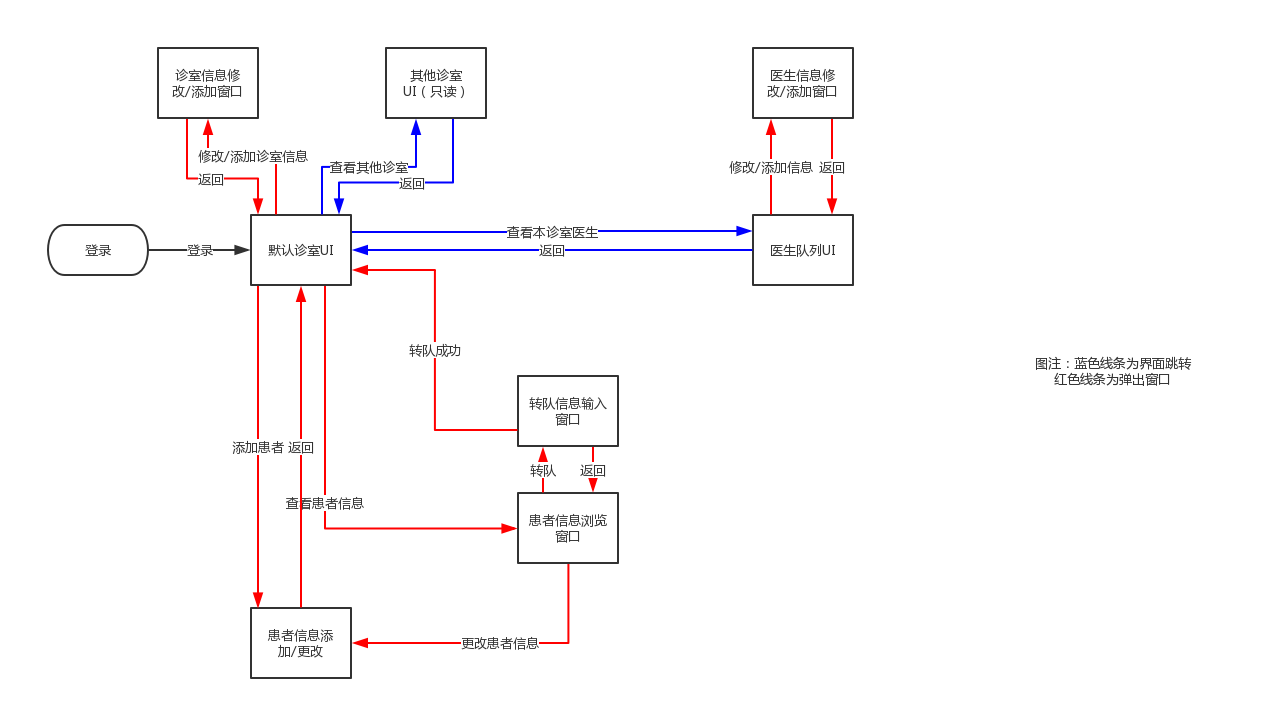 诊室信息修
改/添加窗口
其他诊室
UI（只读）
医生信息修
改/添加窗口
修改/添加诊室信息
返回
查看其他诊室
返回
修改/添加信息
返回
登录
登录
默认诊室UI
查看本诊室医生
返回
医生队列UI
转队成功
图注：蓝色线条为界面跳转
红色线条为弹出窗口
转队信息输入
窗口
添加患者
返回
转队
返回
查看患者信息
患者信息浏览
窗口
患者信息添
加/更改
更改患者信息